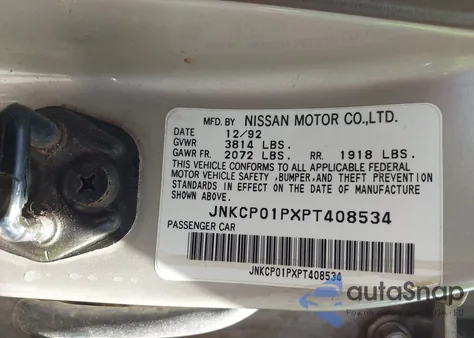 MFD. BY NISSAN MOTOR CO.,LTD.
DATE 12/92
GVWR 3814 LBS.
GAWR FR. 2072 LBS. RR. 1918 LBS.
THIS VEHICLE CONFORMS TO ALL APPLICABLE FEDERAL
MOTOR VEHICLE SAFETY ,BUMPER,AND THEFT PREVENTION
STANDARDS IN EFFECT ON THE DATE OF MANUFACTURE
SHOWN ABOVE.
JNKCP01PXPT408534
PASSENGER CAR
JNKCP01PXPT408534
autoSnap